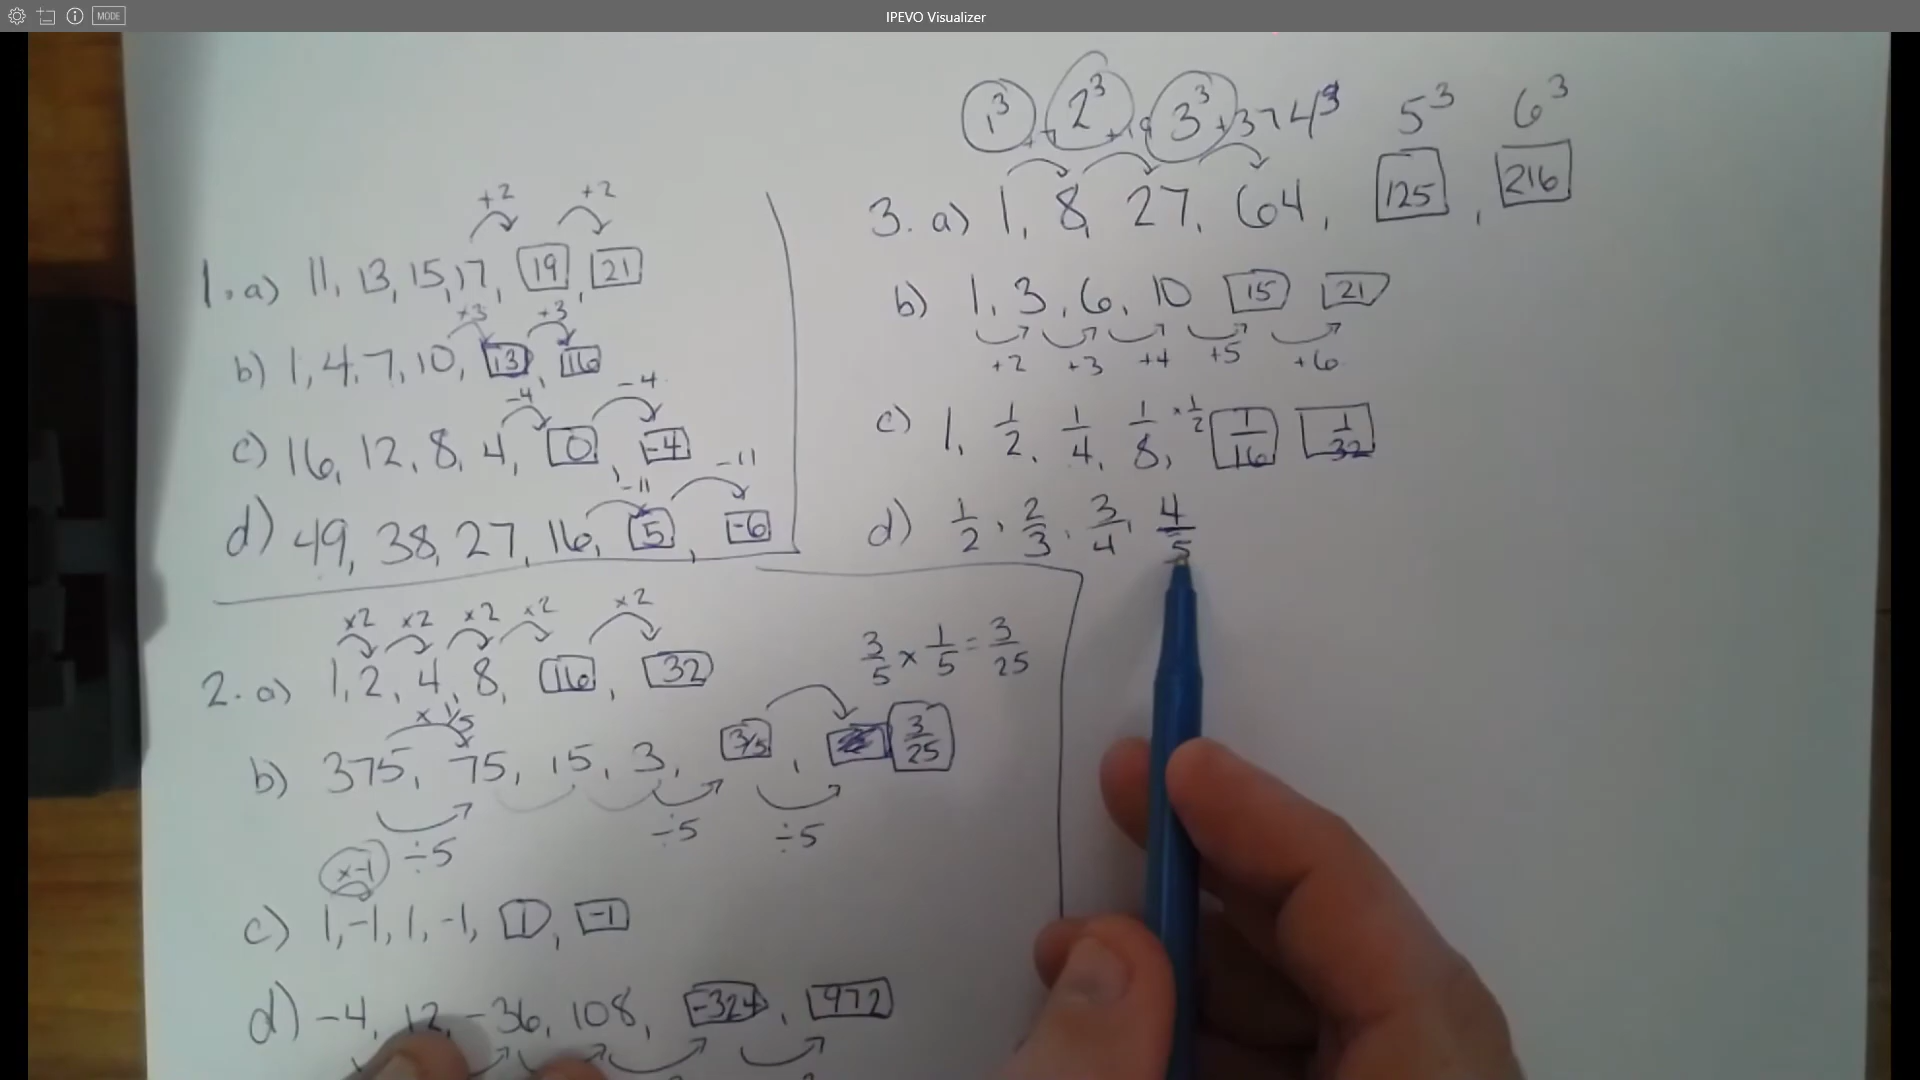 MODE
IPEVO Visualizer
+2 +2
1. a) 11, 13, 15, 17, 19, 21
+3 +3
b) 1, 4, 7, 10, 13, 16
-4 -4
c) 16, 12, 8, 4, 0, -4
-11 -11
d) 49, 38, 27, 16, 5, -6
×2 ×2 ×2 ×2 ×2
2. a) 1, 2, 4, 8, 16, 32
× 1/5
b) 375, 75, 15, 3, 3/5, 3/25
÷5 ÷5 ÷5
3/5 × 1/5 = 3/25
×-1
c) 1, -1, 1, -1, 1, -1
d) -4, 12, -36, 108, -324, 972
1³ 2³ 3³ 4³ 5³ 6³
+7 +19 +37
3. a) 1, 8, 27, 64, 125, 216
b) 1, 3, 6, 10 15 21
+2 +3 +4 +5 +6
c) 1, 1/2, 1/4, 1/8, × 1/2 1/16 1/32
d) 1/2, 2/3, 3/4, 4/5